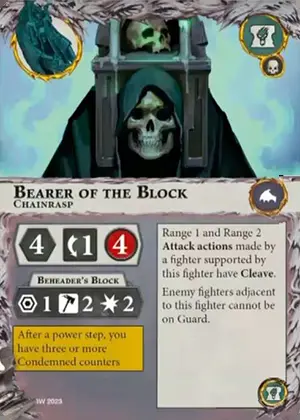 Bearer of the Block
Chainrasp
4 1 4
Beheader's Block
1 2 2
Range 1 and Range 2
Attack actions made by
a fighter supported by
this fighter have Cleave.
Enemy fighters adjacent
to this fighter cannot be
on Guard.
After a power step, you
have three or more
Condemned counters
IW 2023